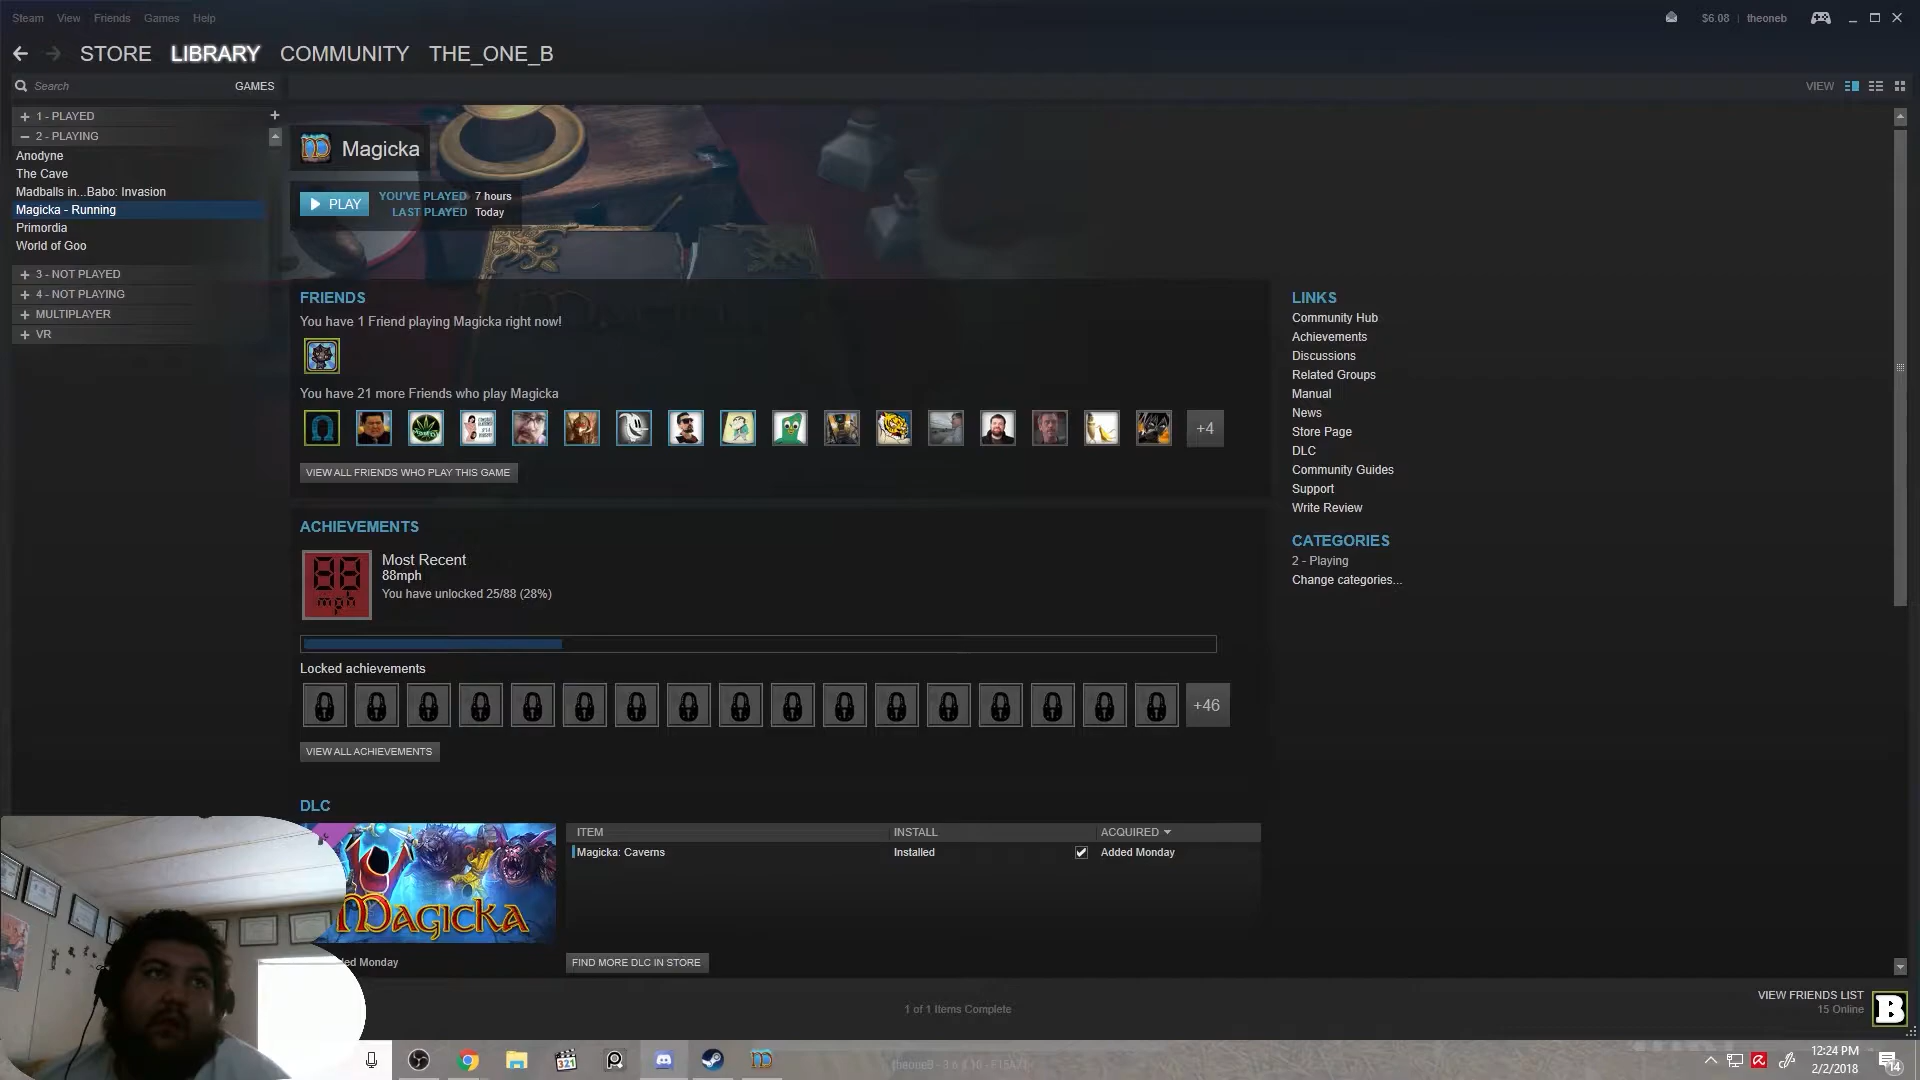 Steam View Friends Games Help
$6.08 | theoneb
STORE LIBRARY COMMUNITY THE_ONE_B
Search GAMES
VIEW
+ 1 - PLAYED +
− 2 - PLAYING
Anodyne
The Cave
Madballs in...Babo: Invasion
Magicka - Running
Primordia
World of Goo
+ 3 - NOT PLAYED
+ 4 - NOT PLAYING
+ MULTIPLAYER
+ VR
Magicka
PLAY
YOU'VE PLAYED 7 hours
LAST PLAYED Today
FRIENDS
You have 1 Friend playing Magicka right now!
You have 21 more Friends who play Magicka
+4
VIEW ALL FRIENDS WHO PLAY THIS GAME
ACHIEVEMENTS
88
mph
Most Recent
88mph
You have unlocked 25/88 (28%)
Locked achievements
+46
VIEW ALL ACHIEVEMENTS
LINKS
Community Hub
Achievements
Discussions
Related Groups
Manual
News
Store Page
DLC
Community Guides
Support
Write Review
CATEGORIES
2 - Playing
Change categories...
DLC
MAGICKA
ITEM INSTALL ACQUIRED
Magicka: Caverns Installed Added Monday
Monday
FIND MORE DLC IN STORE
1 of 1 Items Complete
VIEW FRIENDS LIST
15 Online
B
321
12:24 PM
2/2/2018
14